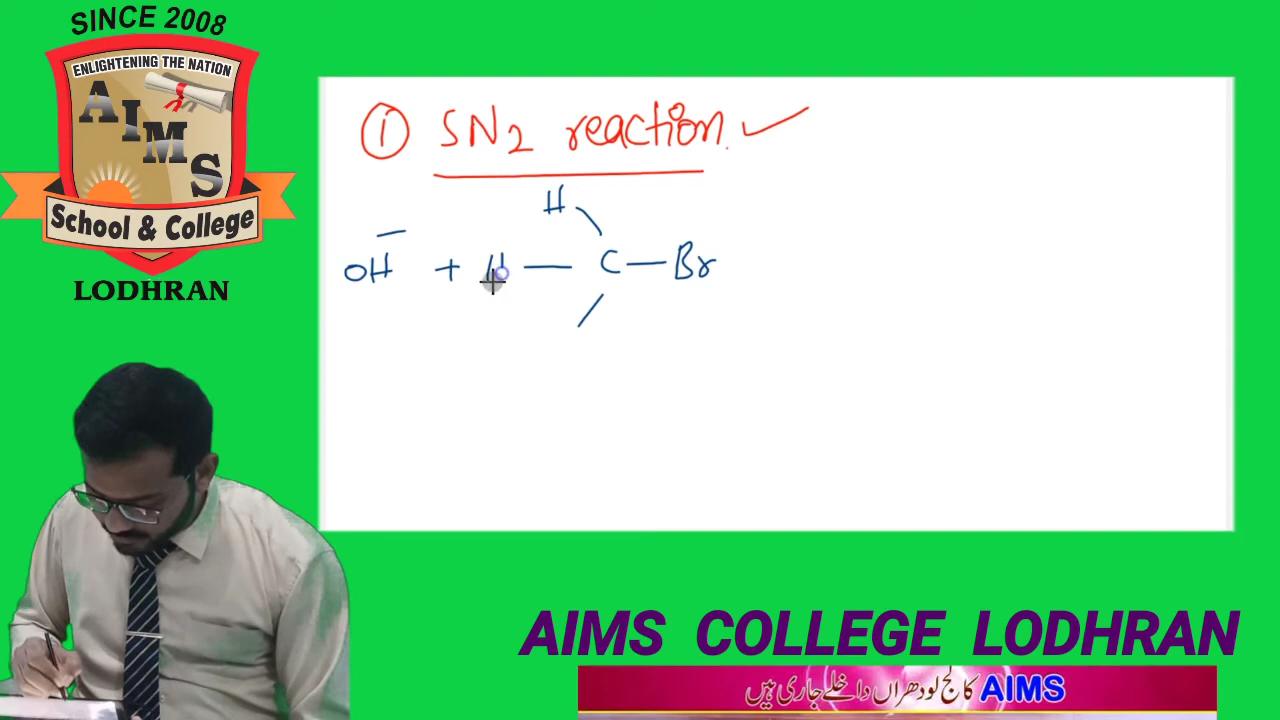 SINCE 2008
ENLIGHTENING THE NATION
AIMS
School & College
LODHRAN
① SN2 reaction. ✓
H
OH⁻ + H — C — Br
AIMS COLLEGE LODHRAN
AIMS کالج لودھراں داخلے جاری ہیں